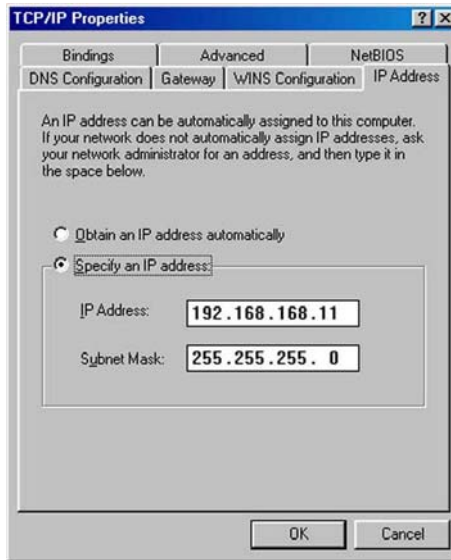 TCP/IP Properties
Bindings Advanced NetBIOS
DNS Configuration Gateway WINS Configuration IP Address
An IP address can be automatically assigned to this computer.
If your network does not automatically assign IP addresses, ask
your network administrator for an address, and then type it in
the space below.
Obtain an IP address automatically
Specify an IP address:
IP Address: 192.168.168.11
Subnet Mask: 255.255.255. 0
OK Cancel